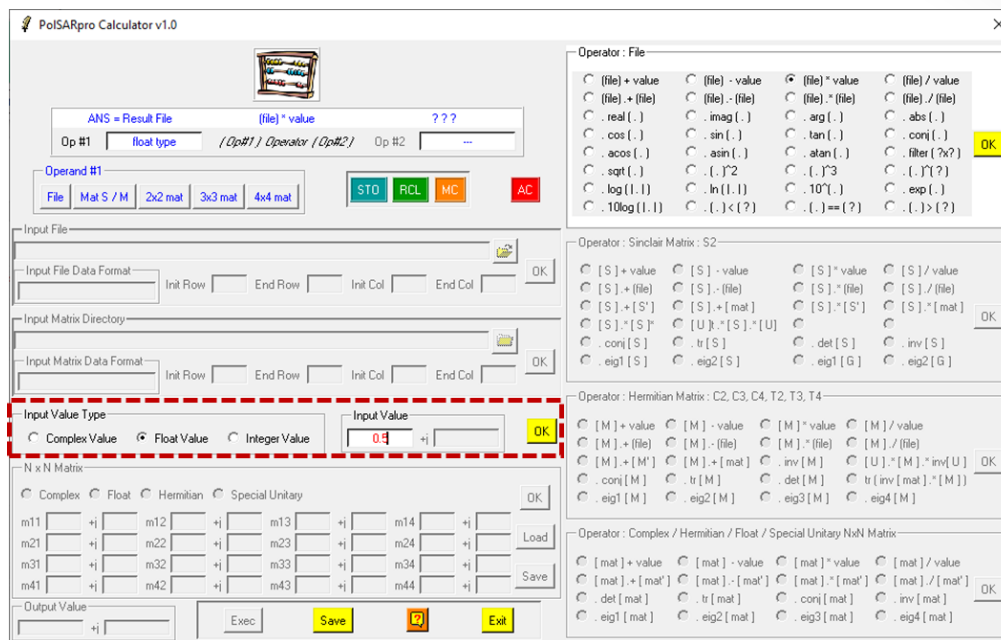 PolSARpro Calculator v1.0
ANS = Result File (file) * value ? ? ?
Op #1 float type (Op#1) Operator (Op#2) Op #2 ---
Operand #1
File Mat S / M 2x2 mat 3x3 mat 4x4 mat
STO RCL MC AC
Input File
OK
Input File Data Format
Init Row End Row Init Col End Col
Input Matrix Directory
OK
Input Matrix Data Format
Init Row End Row Init Col End Col
Input Value Type
Complex Value Float Value Integer Value
Input Value
0.5 +j
OK
N x N Matrix
Complex Float Hermitian Special Unitary
OK
m11 +j m12 +j m13 +j m14 +j
m21 +j m22 +j m23 +j m24 +j
Load
m31 +j m32 +j m33 +j m34 +j
m41 +j m42 +j m43 +j m44 +j
Save
Output Value
+j
Exec Save ? Exit
Operator : File
(file) + value (file) - value (file) * value (file) / value
(file) .+ (file) (file) .- (file) (file) .* (file) (file) ./ (file)
. real ( . ) . imag ( . ) . arg ( . ) . abs ( . )
. cos ( . ) . sin ( . ) . tan ( . ) . conj ( . )
. acos ( . ) . asin ( . ) . atan ( . ) . filter ( ?x? )
. sqrt ( . ) . ( . )^2 . ( . )^3 . ( . )^( ? )
. log ( | . | ) . ln ( | . | ) . 10^( . ) . exp ( . )
. 10log ( | . | ) . ( . ) < ( ? ) . ( . ) == ( ? ) . ( . ) > ( ? )
OK
Operator : Sinclair Matrix : S2
[ S ] + value [ S ] - value [ S ] * value [ S ] / value
[ S ] .+ (file) [ S ] .- (file) [ S ] .* (file) [ S ] ./ (file)
[ S ] .+ [ S' ] [ S ] .+ [ mat ] [ S ] .* [ S' ] [ S ] .* [ mat ]
[ S ] .* [ S ]* [ U ]t .* [ S ] .* [ U ]
. conj [ S ] . tr [ S ] . det [ S ] . inv [ S ]
. eig1 [ S ] . eig2 [ S ] . eig1 [ G ] . eig2 [ G ]
OK
Operator : Hermitian Matrix : C2, C3, C4, T2, T3, T4
[ M ] + value [ M ] - value [ M ] * value [ M ] / value
[ M ] .+ (file) [ M ] .- (file) [ M ] .* (file) [ M ] ./ (file)
[ M ] .+ [ M' ] [ M ] .+ [ mat ] . inv [ M ] [ U ] .* [ M ] .* inv[ U ]
. conj [ M ] . tr [ M ] . det [ M ] tr ( inv [ mat ] .* [ M ] )
. eig1 [ M ] . eig2 [ M ] . eig3 [ M ] . eig4 [ M ]
OK
Operator : Complex / Hermitian / Float / Special Unitary NxN Matrix
[ mat ] + value [ mat ] - value [ mat ] * value [ mat ] / value
[ mat ] .+ [ mat' ] [ mat ] .- [ mat' ] [ mat ] .* [ mat' ] [ mat ] ./ [ mat' ]
. det [ mat ] . tr [ mat ] . conj [ mat ] . inv [ mat ]
. eig1 [ mat ] . eig2 [ mat ] . eig3 [ mat ] . eig4 [ mat ]
OK